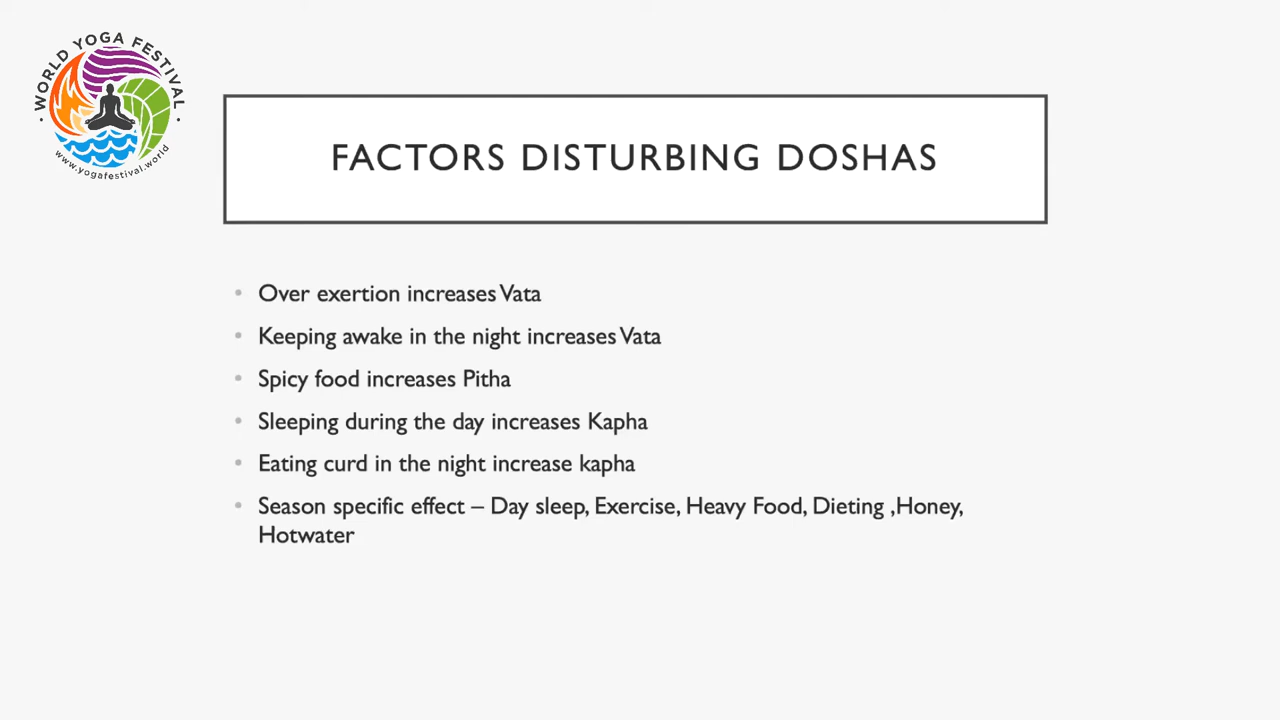 WORLD YOGA FESTIVAL
www.yogafestival.world
FACTORS DISTURBING DOSHAS
• Over exertion increases Vata
• Keeping awake in the night increases Vata
• Spicy food increases Pitha
• Sleeping during the day increases Kapha
• Eating curd in the night increase kapha
• Season specific effect – Day sleep, Exercise, Heavy Food, Dieting ,Honey,
Hotwater